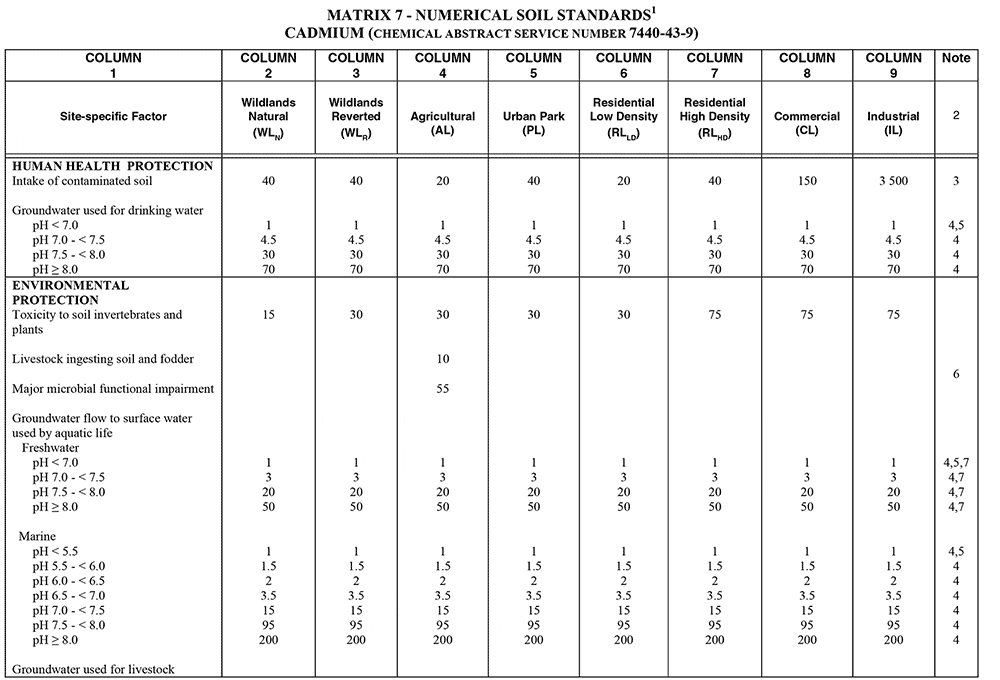 MATRIX 7 - NUMERICAL SOIL STANDARDS1
CADMIUM (CHEMICAL ABSTRACT SERVICE NUMBER 7440-43-9)
COLUMN 1 COLUMN 2 COLUMN 3 COLUMN 4 COLUMN 5 COLUMN 6 COLUMN 7 COLUMN 8 COLUMN 9 Note
Site-specific Factor Wildlands Natural (WLN) Wildlands Reverted (WLR) Agricultural (AL) Urban Park (PL) Residential Low Density (RLLD) Residential High Density (RLHD) Commercial (CL) Industrial (IL) 2
HUMAN HEALTH PROTECTION
Intake of contaminated soil 40 40 20 40 20 40 150 3 500 3
Groundwater used for drinking water
pH < 7.0 1 1 1 1 1 1 1 1 4,5
pH 7.0 - < 7.5 4.5 4.5 4.5 4.5 4.5 4.5 4.5 4.5 4
pH 7.5 - < 8.0 30 30 30 30 30 30 30 30 4
pH ≥ 8.0 70 70 70 70 70 70 70 70 4
ENVIRONMENTAL
PROTECTION
Toxicity to soil invertebrates and 15 30 30 30 30 75 75 75
plants
Livestock ingesting soil and fodder 10
6
Major microbial functional impairment 55
Groundwater flow to surface water
used by aquatic life
Freshwater
pH < 7.0 1 1 1 1 1 1 1 1 4,5,7
pH 7.0 - < 7.5 3 3 3 3 3 3 3 3 4,7
pH 7.5 - < 8.0 20 20 20 20 20 20 20 20 4,7
pH ≥ 8.0 50 50 50 50 50 50 50 50 4,7
Marine
pH < 5.5 1 1 1 1 1 1 1 1 4,5
pH 5.5 - < 6.0 1.5 1.5 1.5 1.5 1.5 1.5 1.5 1.5 4
pH 6.0 - < 6.5 2 2 2 2 2 2 2 2 4
pH 6.5 - < 7.0 3.5 3.5 3.5 3.5 3.5 3.5 3.5 3.5 4
pH 7.0 - < 7.5 15 15 15 15 15 15 15 15 4
pH 7.5 - < 8.0 95 95 95 95 95 95 95 95 4
pH ≥ 8.0 200 200 200 200 200 200 200 200 4
Groundwater used for livestock